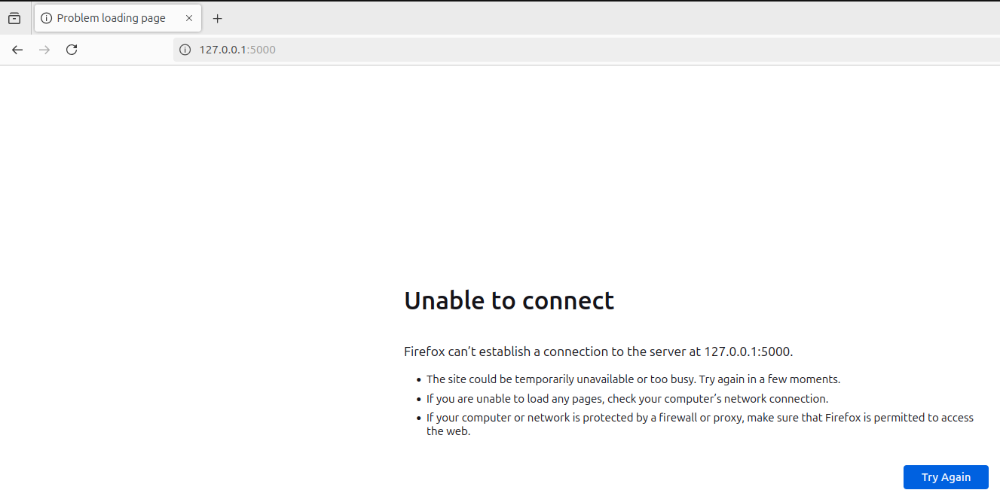 Problem loading page
127.0.0.1:5000
Unable to connect
Firefox can’t establish a connection to the server at 127.0.0.1:5000.
• The site could be temporarily unavailable or too busy. Try again in a few moments.
• If you are unable to load any pages, check your computer’s network connection.
• If your computer or network is protected by a firewall or proxy, make sure that Firefox is permitted to access
the web.
Try Again